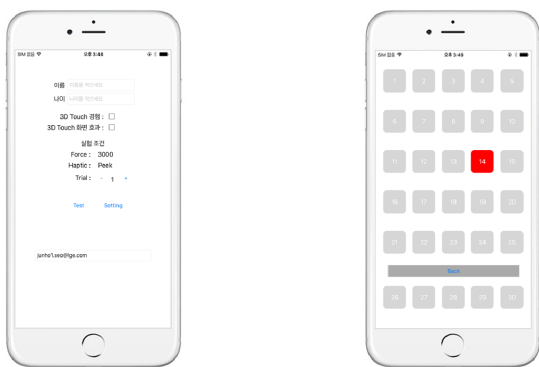 SIM 없음 오후 3:48
이름 이름을 적으세요
나이 나이를 적으세요
3D Touch 경험 :
3D Touch 화면 효과 :
실험 조건
Force : 3000
Haptic : Peek
Trial : - 1 +
Test Setting
junho1.seo@lge.com
SIM 없음 오후 3:49
1 2 3 4 5
6 7 8 9 10
11 12 13 14 15
16 17 18 19 20
21 22 23 24 25
Back
26 27 28 29 30